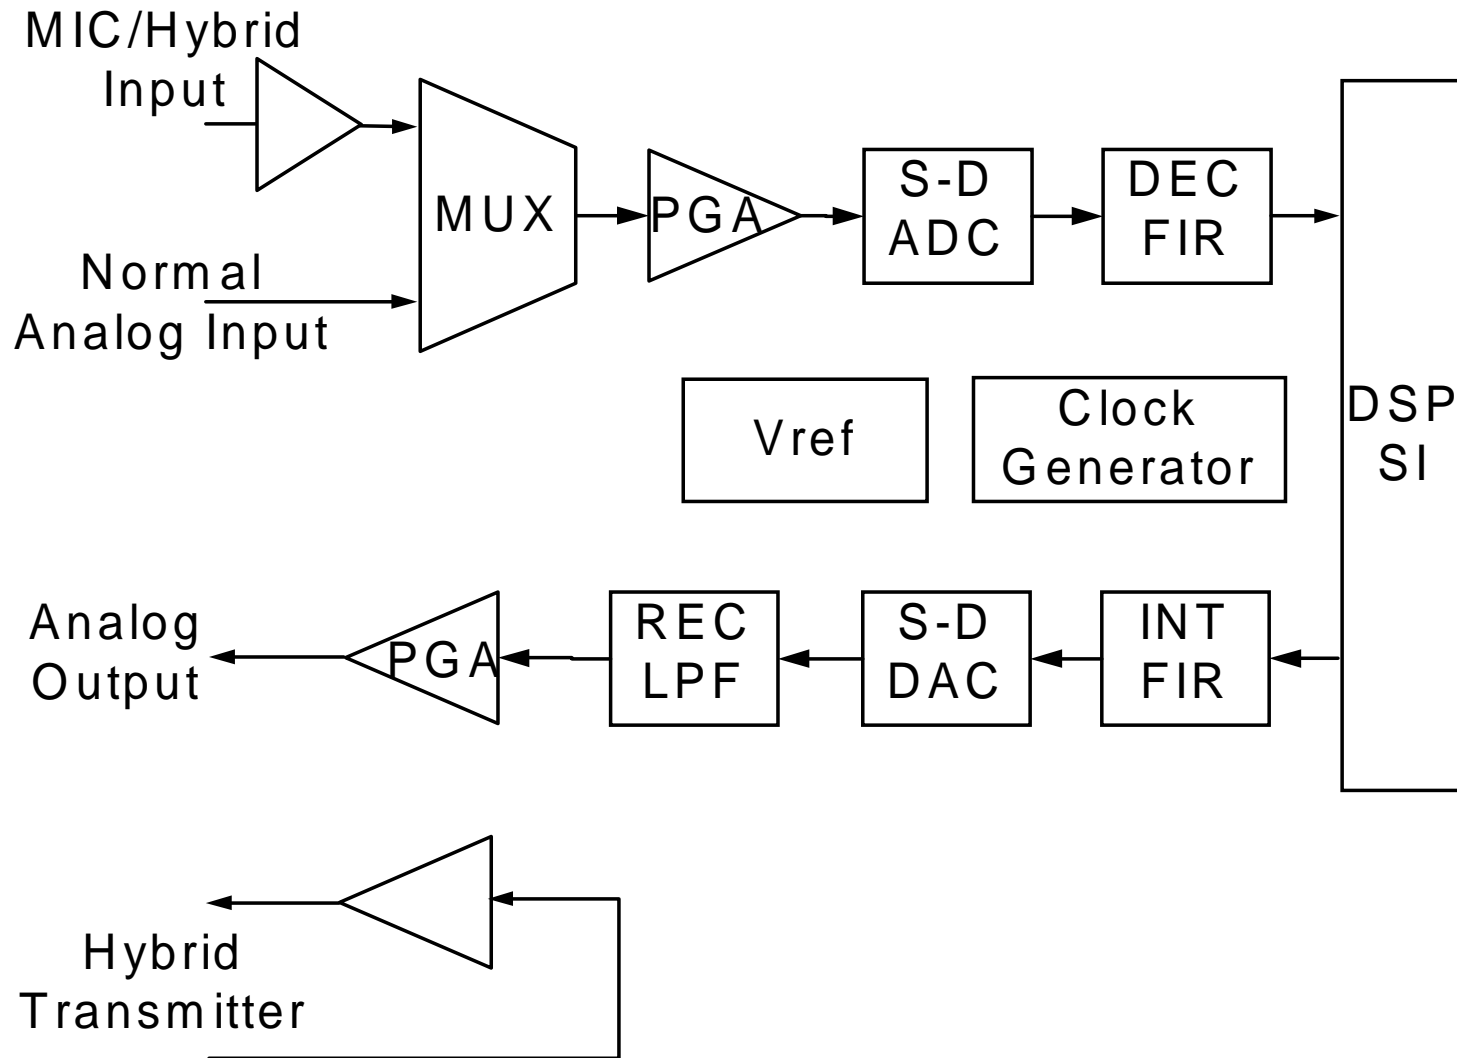 MIC/Hybrid
Input
MUX
PGA
S-D
ADC
DEC
FIR
Normal
Analog Input
Vref
Clock
Generator
DSP
SI
Analog
Output
PGA
REC
LPF
S-D
DAC
INT
FIR
Hybrid
Transmitter